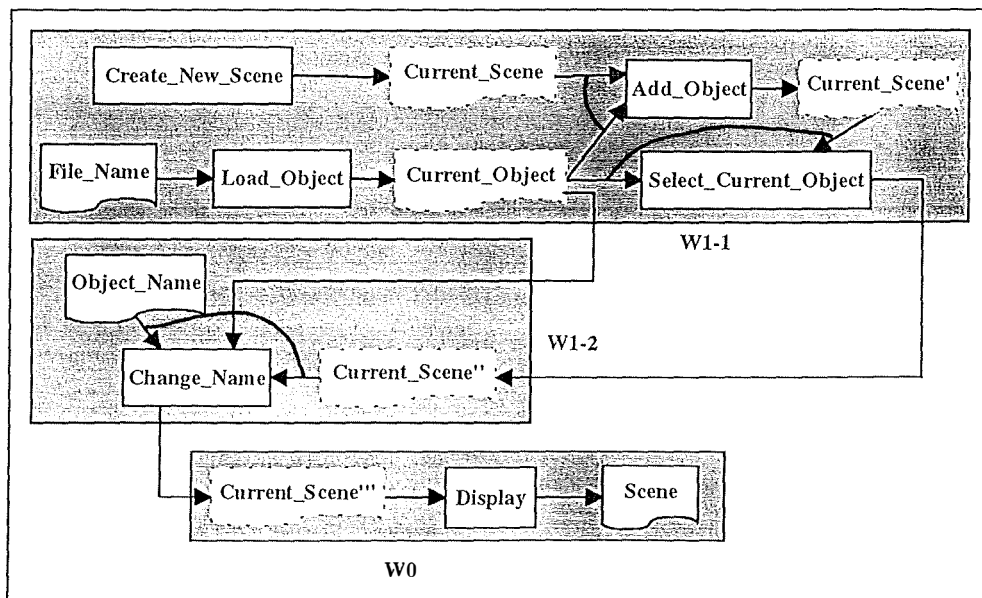 Create_New_Scene
Current_Scene
Add_Object
Current_Scene'
File_Name
Load_Object
Current_Object
Select_Current_Object
W1-1
Object_Name
W1-2
Change_Name
Current_Scene''
Current_Scene'''
Display
Scene
W0